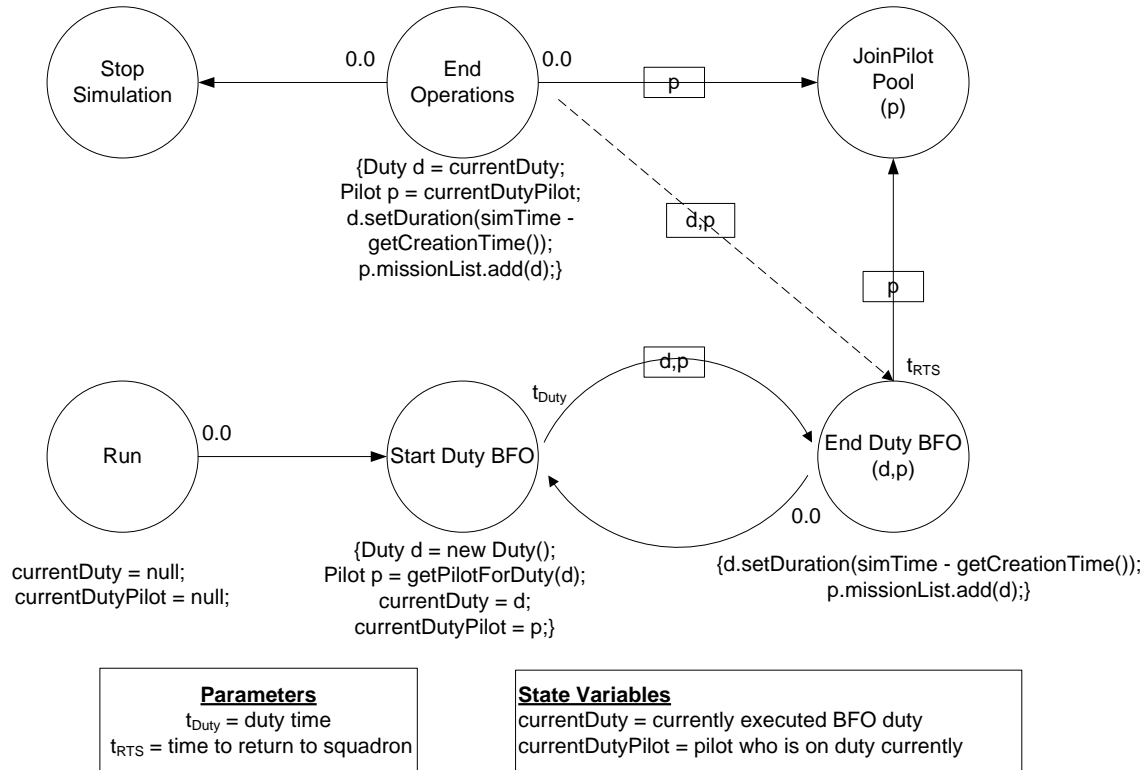 0.0
0.0
Stop
Simulation
End
Operations
JoinPilot
Pool
(p)
p
{Duty d = currentDuty;
Pilot p = currentDutyPilot;
d.setDuration(simTime -
getCreationTime());
p.missionList.add(d);}
d,p
p
d,p
tRTS
tDuty
0.0
Run
Start Duty BFO
End Duty BFO
(d,p)
0.0
currentDuty = null;
currentDutyPilot = null;
{Duty d = new Duty();
Pilot p = getPilotForDuty(d);
currentDuty = d;
currentDutyPilot = p;}
{d.setDuration(simTime - getCreationTime());
p.missionList.add(d);}
Parameters
tDuty = duty time
tRTS = time to return to squadron
State Variables
currentDuty = currently executed BFO duty
currentDutyPilot = pilot who is on duty currently